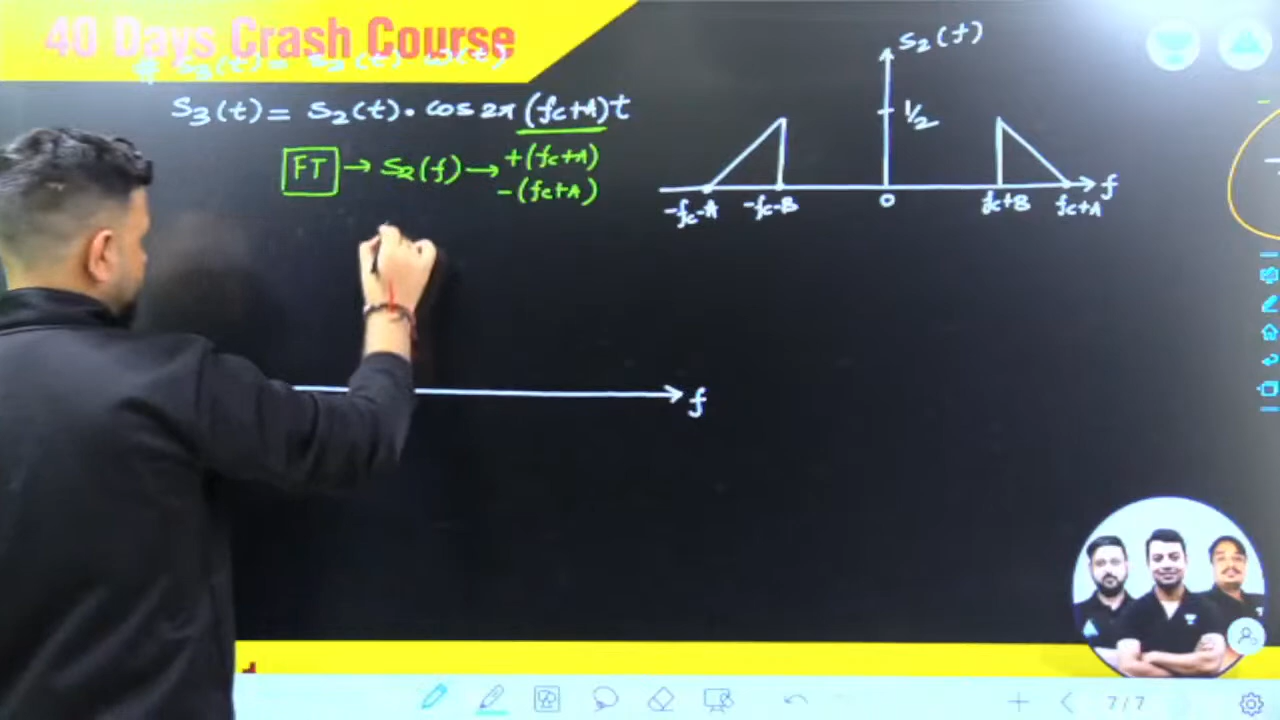 40 Days Crash Course
S₃(t) = S₂(t) · cos 2π (fc+A)t
FT → S₂(f) → +(fc+A)
-(fc+A)
S₂(f)
1/2
f
-fc-A -fc-B 0 fc+B fc+A
f
7/7